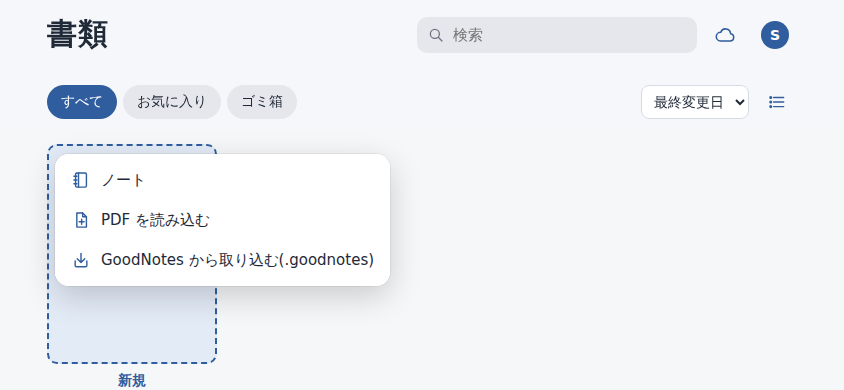 書類
検索
S
すべて
お気に入り
ゴミ箱
最終変更日
ノート
PDF を読み込む
GoodNotes から取り込む(.goodnotes)
新規